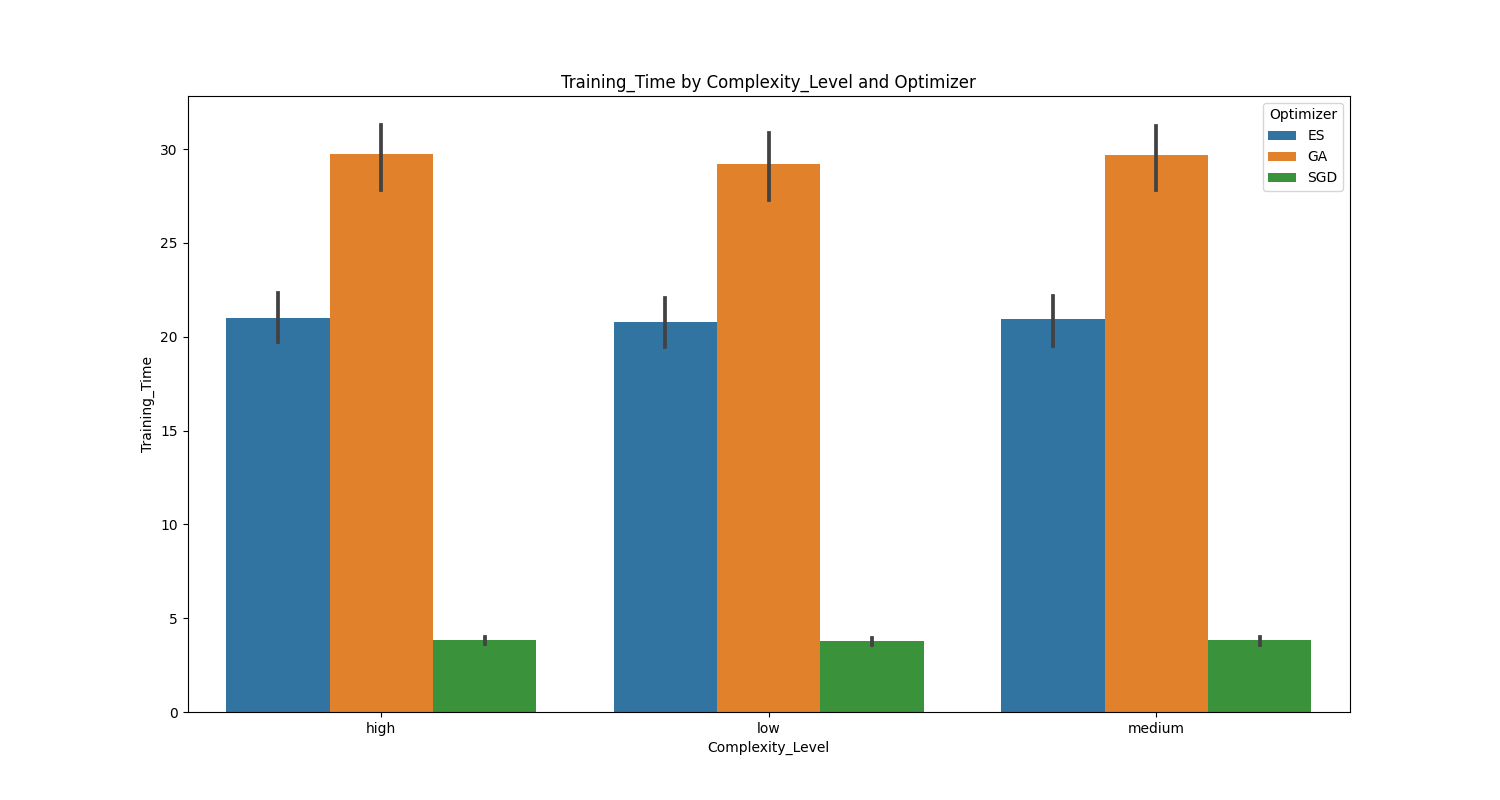 Training_Time by Complexity_Level and Optimizer
Optimizer
ES
GA
SGD
Training_Time
30
25
20
15
10
5
0
high low medium
Complexity_Level